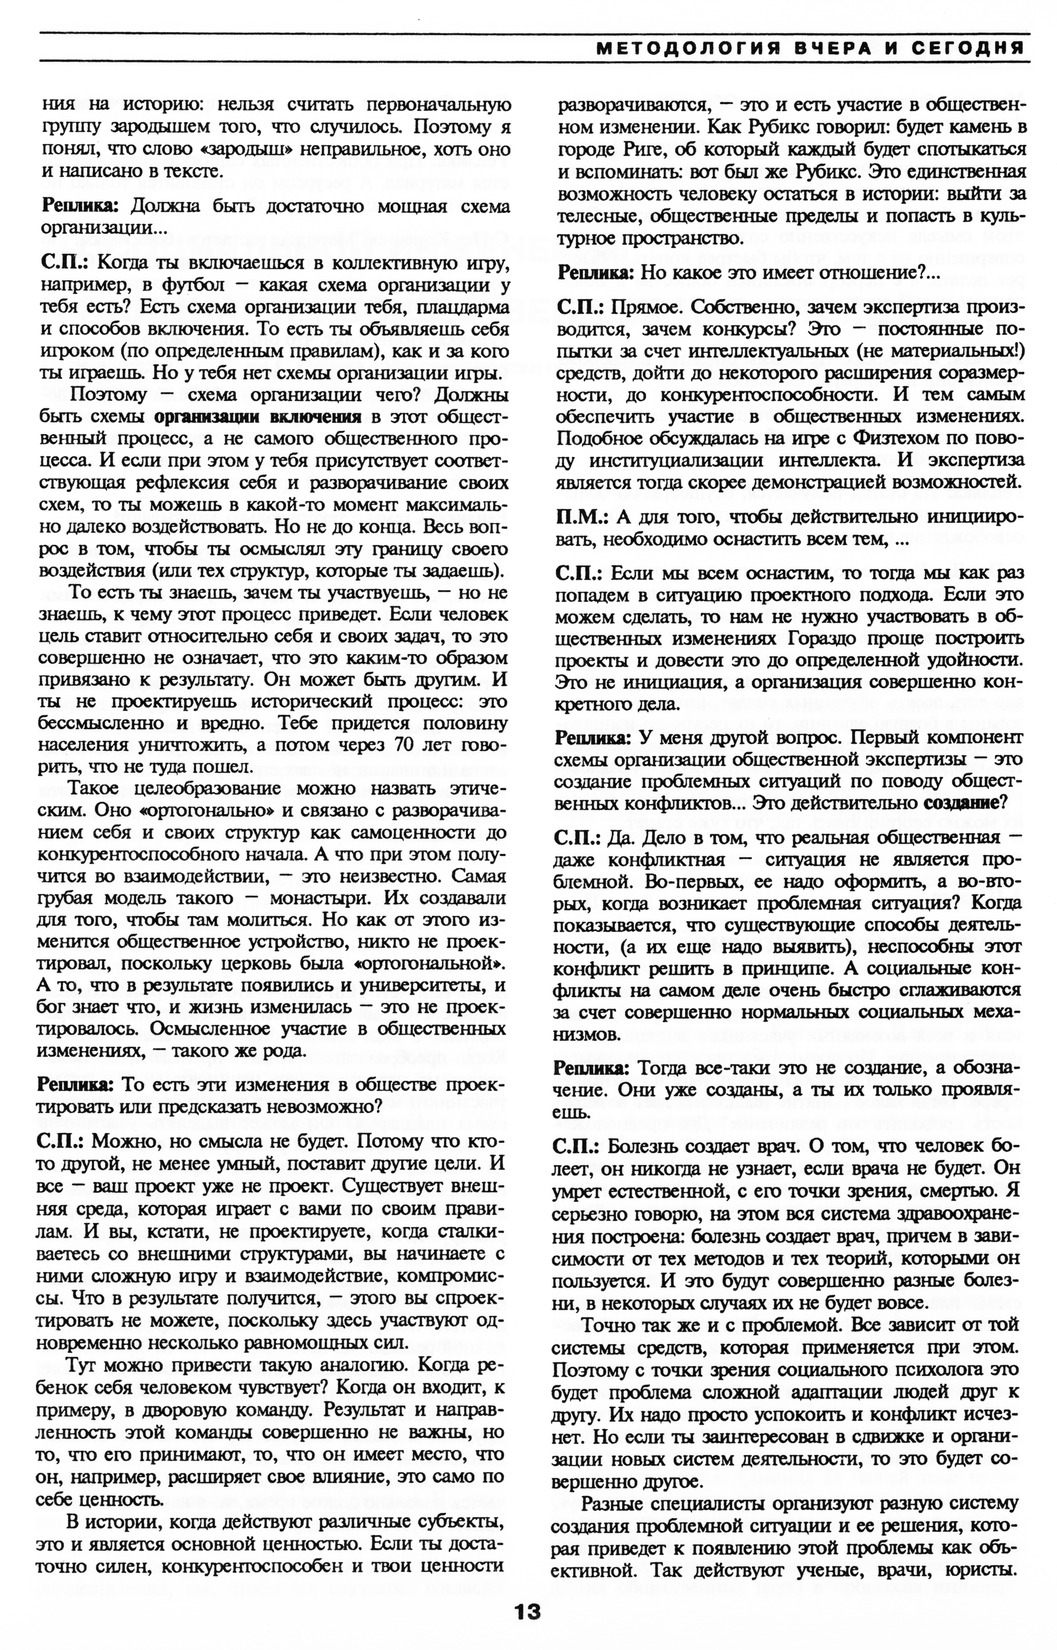 МЕТОДОЛОГИЯ ВЧЕРА И СЕГОДНЯ
ния на историю: нельзя считать первоначальную
группу зародышем того, что случилось. Поэтому я
понял, что слово «зародыш» неправильное, хоть оно
и написано в тексте.
Реплика: Должна быть достаточно мощная схема
организации...
С.П.: Когда ты включаешься в коллективную игру,
например, в футбол — какая схема организации у
тебя есть? Есть схема организации тебя, плацдарма
и способов включения. То есть ты объявляешь себя
игроком (по определенным правилам), как и за кого
ты играешь. Но у тебя нет схемы организации игры.
Поэтому — схема организации чего? Должны
быть схемы организации включения в этот общест-
венный процесс, а не самого общественного про-
цесса. И если при этом у тебя присутствует соответ-
ствующая рефлексия себя и разворачивание своих
схем, то ты можешь в какой-то момент максималь-
но далеко воздействовать. Но не до конца. Весь воп-
рос в том, чтобы ты осмыслял эту границу своего
воздействия (или тех структур, которые ты задаешь).
То есть ты знаешь, зачем ты участвуешь, — но не
знаешь, к чему этот процесс приведет. Если человек
цель ставит относительно себя и своих задач, то это
совершенно не означает, что это каким-то образом
привязано к результату. Он может быть другим. И
ты не проектируешь исторический процесс: это
бессмысленно и вредно. Тебе придется половину
населения уничтожить, а потом через 70 лет гово-
рить, что не туда пошел.
Такое целеобразование можно назвать этиче-
ским. Оно «ортогонально» и связано с разворачива-
нием себя и своих структур как самоценности до
конкурентоспособного начала. А что при этом полу-
чится во взаимодействии, — это неизвестно. Самая
грубая модель такого — монастыри. Их создавали
для того, чтобы там молиться. Но как от этого из-
менится общественное устройство, никто не проек-
тировал, поскольку церковь была «ортогональной».
А то, что в результате появились и университеты, и
бог знает что, и жизнь изменилась — это не проек-
тировалось. Осмысленное участие в общественных
изменениях, — такого же рода.
Реплика: То есть эти изменения в обществе проек-
тировать или предсказать невозможно?
С.П.: Можно, но смысла не будет. Потому что кто-
то другой, не менее умный, поставит другие цели. И
все — ваш проект уже не проект. Существует внеш-
няя среда, которая играет с вами по своим прави-
лам. И вы, кстати, не проектируете, когда сталки-
ваетесь со внешними структурами, вы начинаете с
ними сложную игру и взаимодействие, компромис-
сы. Что в результате получится, — этого вы спроек-
тировать не можете, поскольку здесь участвуют од-
новременно несколько равномощных сил.
Тут можно привести такую аналогию. Когда ре-
бенок себя человеком чувствует? Когда он входит, к
примеру, в дворовую команду. Результат и направ-
ленность этой команды совершенно не важны, но
то, что его принимают, то, что он имеет место, что
он, например, расширяет свое влияние, это само по
себе ценность.
В истории, когда действуют различные субъекты,
это и является основной ценностью. Если ты доста-
точно силен, конкурентоспособен и твои ценности
разворачиваются, — это и есть участие в обществен-
ном изменении. Как Рубикс говорил: будет камень в
городе Риге, об который каждый будет спотыкаться
и вспоминать: вот был же Рубикс. Это единственная
возможность человеку остаться в истории: выйти за
телесные, общественные пределы и попасть в куль-
турное пространство.
Реплика: Но какое это имеет отношение?...
С.П.: Прямое. Собственно, зачем экспертиза произ-
водится, зачем конкурсы? Это — постоянные по-
пытки за счет интеллектуальных (не материальных!)
средств, дойти до некоторого расширения соразмер-
ности, до конкурентоспособности. И тем самым
обеспечить участие в общественных изменениях.
Подобное обсуждалась на игре с Физтехом по пово-
ду институциализации интеллекта. И экспертиза
является тогда скорее демонстрацией возможностей.
П.М.: А для того, чтобы действительно иницииро-
вать, необходимо оснастить всем тем, ...
С.П.: Если мы всем оснастим, то тогда мы как раз
попадем в ситуацию проектного подхода. Если это
можем сделать, то нам не нужно участвовать в об-
щественных изменениях Гораздо проще построить
проекты и довести это до определенной удойности.
Это не инициация, а организация совершенно кон-
кретного дела.
Реплика: У меня другой вопрос. Первый компонент
схемы организации общественной экспертизы — это
создание проблемных ситуаций по поводу общест-
венных конфликтов... Это действительно создание?
С.П.: Да. Дело в том, что реальная общественная —
даже конфликтная — ситуация не является про-
блемной. Во-первых, ее надо оформить, а во-вто-
рых, когда возникает проблемная ситуация? Когда
показывается, что существующие способы деятель-
ности, (а их еще надо выявить), неспособны этот
конфликт решить в принципе. А социальные кон-
фликты на самом деле очень быстро сглаживаются
за счет совершенно нормальных социальных меха-
низмов.
Реплика: Тогда все-таки это не создание, а обозна-
чение. Они уже созданы, а ты их только проявля-
ешь.
С.П.: Болезнь создает врач. О том, что человек бо-
леет, он никогда не узнает, если врача не будет. Он
умрет естественной, с его точки зрения, смертью. Я
серьезно говорю, на этом вся система здравоохране-
ния построена: болезнь создает врач, причем в зави-
симости от тех методов и тех теорий, которыми он
пользуется. И это будут совершенно разные болез-
ни, в некоторых случаях их не будет вовсе.
Точно так же и с проблемой. Все зависит от той
системы средств, которая применяется при этом.
Поэтому с точки зрения социального психолога это
будет проблема сложной адаптации людей друг к
другу. Их надо просто успокоить и конфликт исчез-
нет. Но если ты заинтересован в сдвижке и органи-
зации новых систем деятельности, то это будет со-
вершенно другое.
Разные специалисты организуют разную систему
создания проблемной ситуации и ее решения, кото-
рая приведет к появлению этой проблемы как объ-
ективной. Так действуют ученые, врачи, юристы.
13